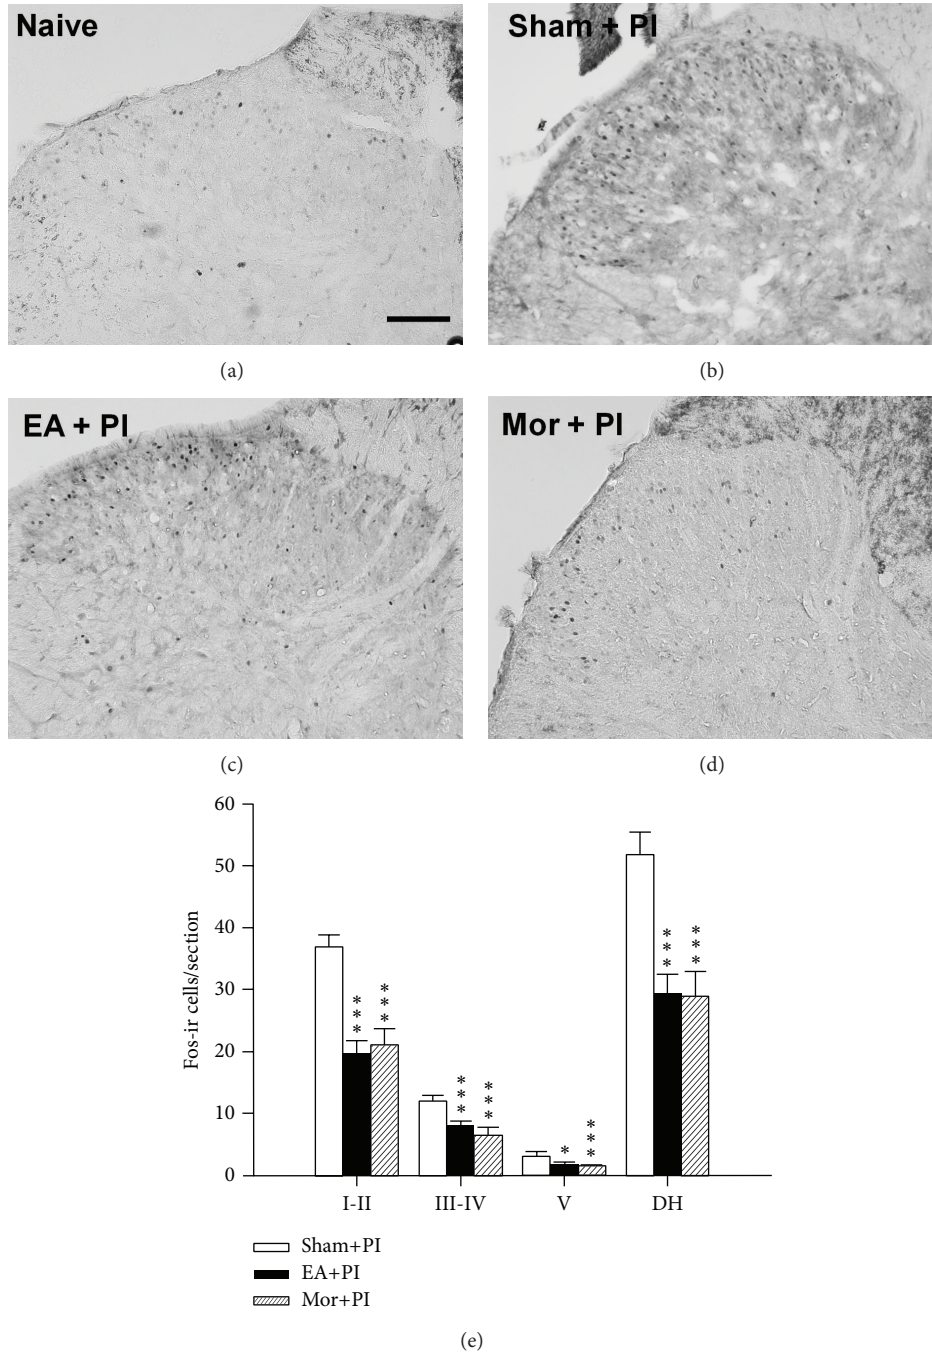 Naive
Sham + PI
(a)
(b)
EA + PI
Mor + PI
(c)
(d)
60
50
40
30
20
10
0
Fos-ir cells/section
***
***
***
***
*
***
***
***
I-II
III-IV
V
DH
Sham+PI
EA+PI
Mor+PI
(e)